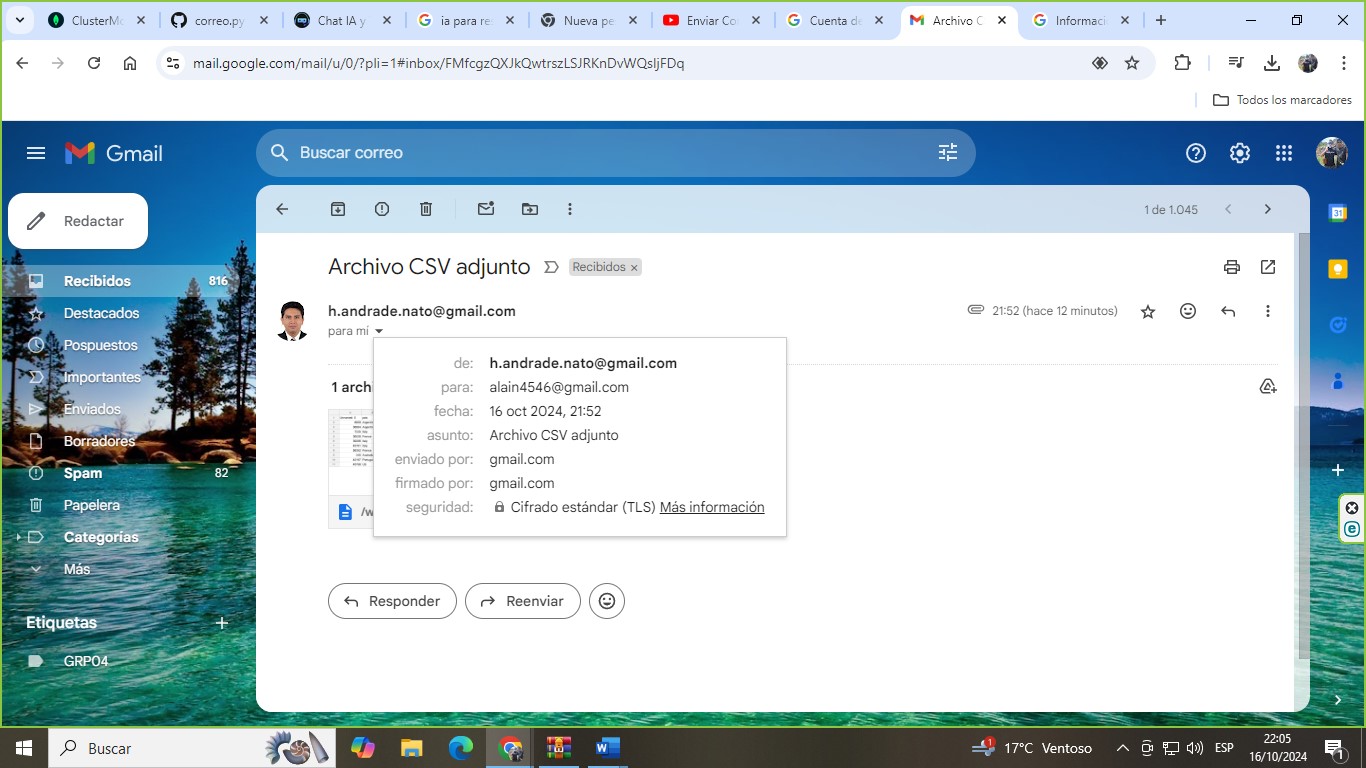 ClusterMo
correo.py
Chat IA y
ia para re
Nueva pe
Enviar Co
Cuenta de
Archivo C
Informaci
mail.google.com/mail/u/0/?pli=1#inbox/FMfcgzQXJkQwtrszLSJRKnDvWQsljFDq
Todos los marcadores
Gmail
Buscar correo
Redactar
1 de 1.045
Recibidos 816
Destacados
Pospuestos
Importantes
Enviados
Borradores
Spam 82
Papelera
Categorías
Más
Etiquetas
GRP04
Archivo CSV adjunto Recibidos
h.andrade.nato@gmail.com 21:52 (hace 12 minutos)
para mí
1 archi
de: h.andrade.nato@gmail.com
para: alain4546@gmail.com
fecha: 16 oct 2024, 21:52
asunto: Archivo CSV adjunto
enviado por: gmail.com
firmado por: gmail.com
seguridad: Cifrado estándar (TLS) Más información
/w
Responder Reenviar
31
Buscar
1 17°C Ventoso ESP 22:05
16/10/2024
1